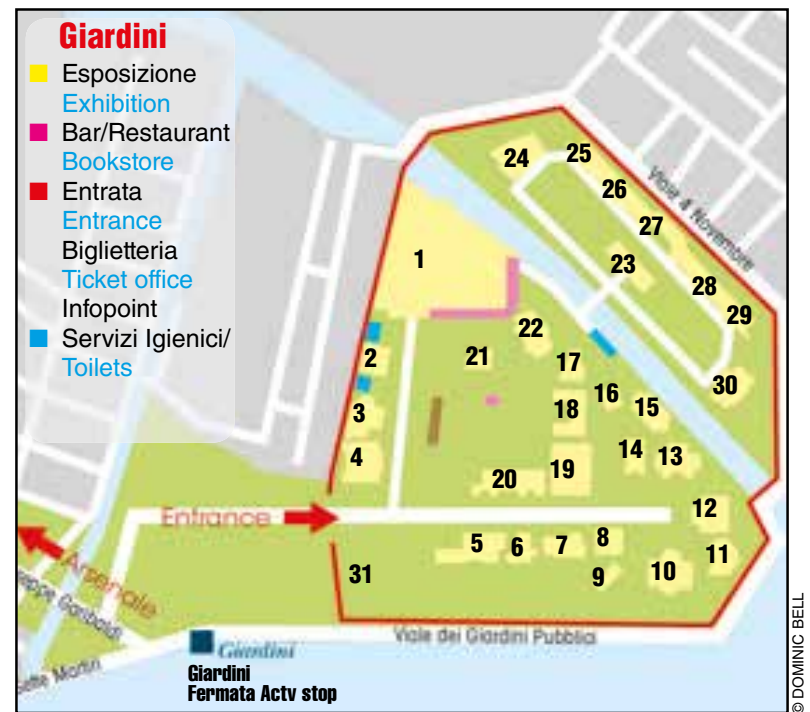 Giardini
Esposizione
Exhibition
Bar/Restaurant
Bookstore
Entrata
Entrance
Biglietteria
Ticket office
Infopoint
Servizi Igienici/
Toilets
24
25
26
Viale 4 Novembre
27
1
23
28
29
22
2
21
17
30
16
3
18
15
4
14
13
20
19
12
Entrance
5
6
7
8
11
9
10
31
Arsenale
Garibaldi
Viale dei Giardini Pubblici
Martiri
Giardini
Giardini
Fermata Actv stop
© DOMINIC BELL